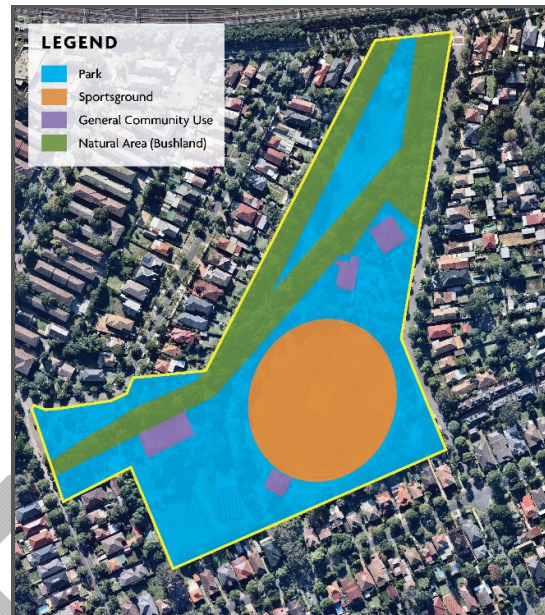 LEGEND
Park
Sportsground
General Community Use
Natural Area (Bushland)